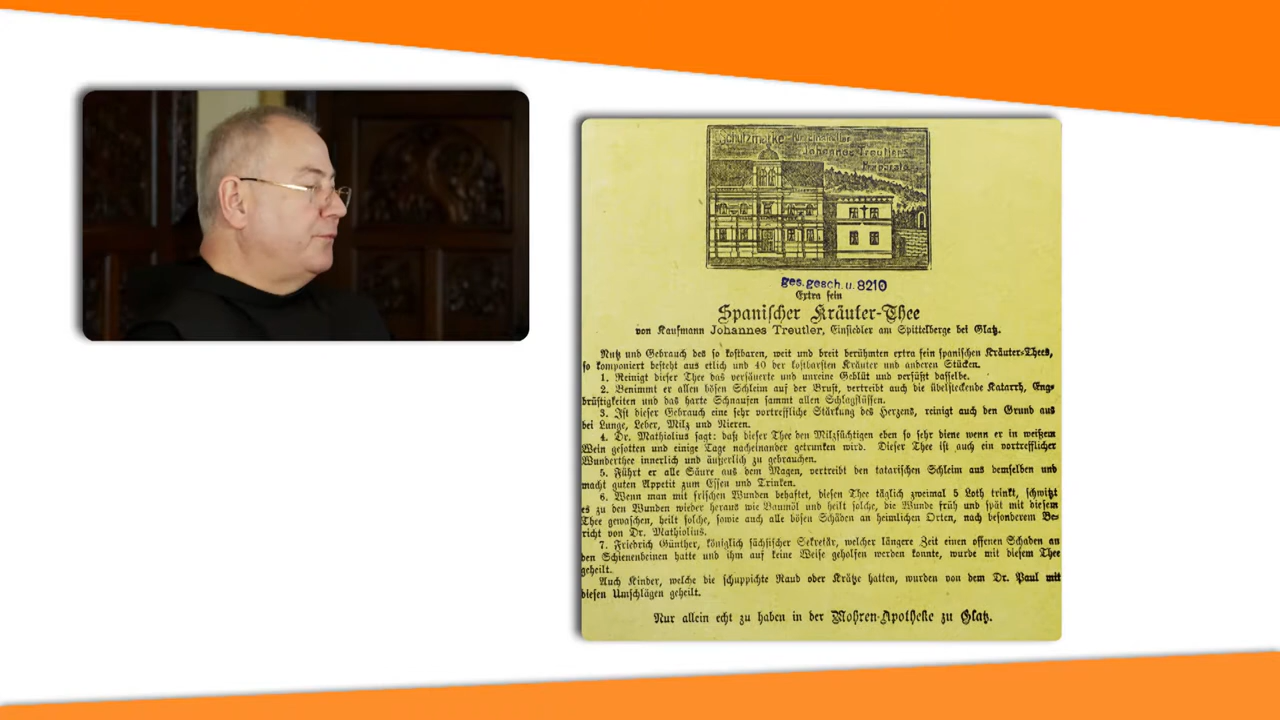 Schutzmarke
Johannes Treutlers
Präparate
ges. gesch. u. 8210
Extra fein
Spanischer Kräuter-Thee
von Kaufmann Johannes Treutler, Einsiedler am Spittelberge bei Glatz.
Nutz und Gebrauch des so kostbaren, weit und breit berühmten extra fein spanischen Kräuter-Thees,
so komponiert besteht aus etlich und 40 der kostbarsten Kräuter und anderen Stücken.
1. Reinigt dieser Thee das versäuerte und unreine Geblüt und versüßt dasselbe.
2. Benimmt er allen bösen Schleim auf der Brust, vertreibt auch die übelsteckende Katarrh, Eng-
brüstigkeiten und das harte Schnaufen sammt allen Schlagflüssen.
3. Ist dieser Gebrauch eine sehr vortreffliche Stärkung des Herzens, reinigt auch den Grund aus
bei Lunge, Leber, Milz und Nieren.
4. Dr. Mathiolius sagt: daß dieser Thee den Milzsüchtigen eben so sehr diene wenn er in weißem
Wein gesotten und einige Tage nacheinander getrunken wird. Dieser Thee ist auch ein vortrefflicher
Wunderthee innerlich und äußerlich zu gebrauchen.
5. Führt er alle Säure aus dem Magen, vertreibt den tatarischen Schleim aus demselben und
macht guten Appetit zum Essen und Trinken.
6. Wenn man mit frischen Wunden behaftet, diesen Thee täglich zweimal 5 Loth trinkt, schwitzt
es zu den Wunden wieder heraus wie Baumöl und heilt solche, die Wunde früh und spät mit diesem
Thee gewaschen, heilt solche, sowie auch alle bösen Schäden an heimlichen Orten, nach besonderem Be-
richt von Dr. Mathiolius.
7. Friedrich Günther, königlich sächsischer Sekretär, welcher längere Zeit einen offenen Schaden an
den Schienenbeinen hatte und ihm auf keine Weise geholfen werden konnte, wurde mit diesem Thee
geheilt.
Auch Kinder, welche die schuppichte Raud oder Krätze hatten, wurden von dem Dr. Paul mit
diesen Umschlägen geheilt.
Nur allein echt zu haben in der Mohren-Apotheke zu Glatz.